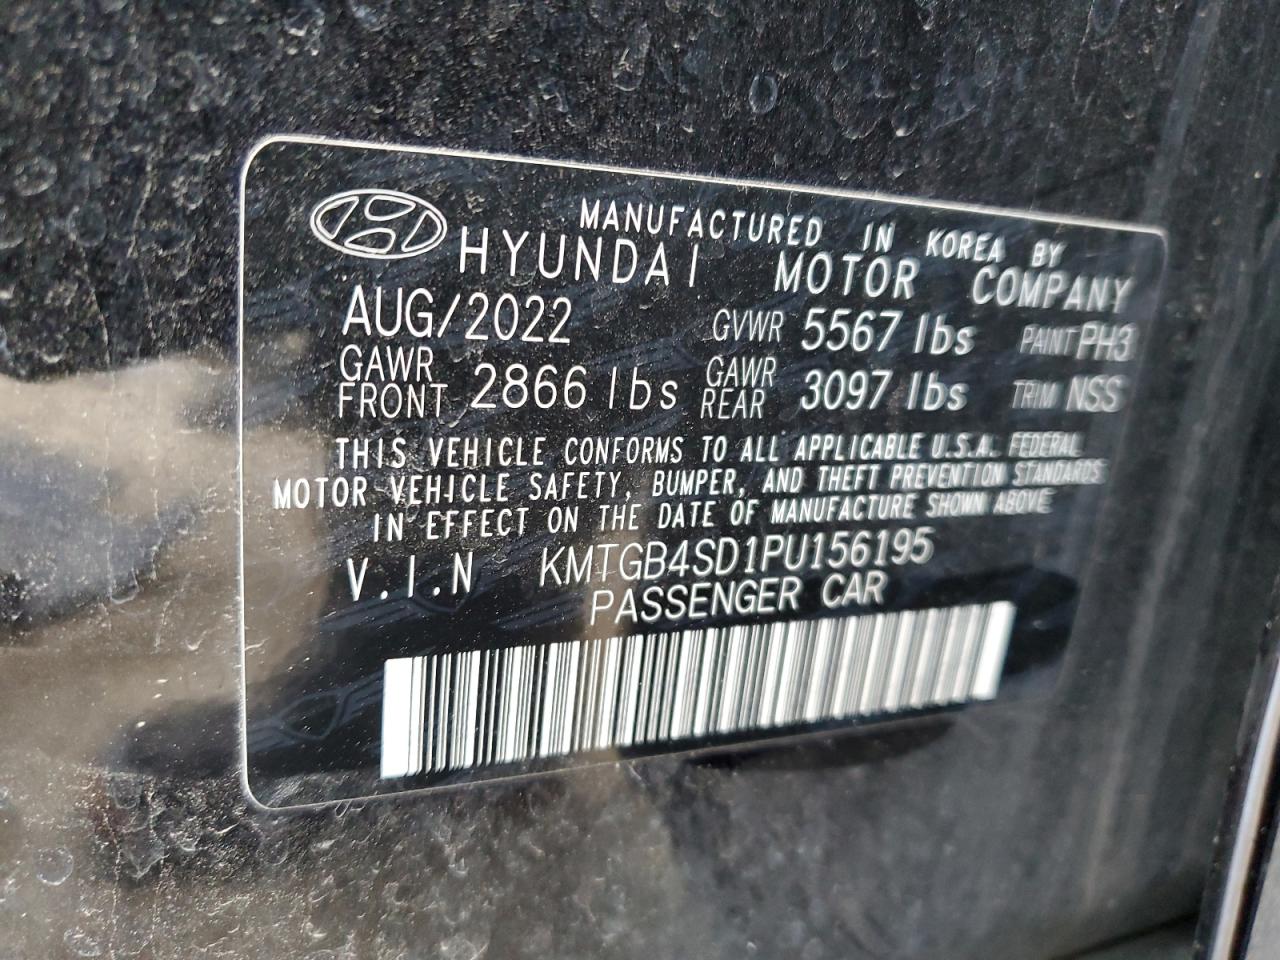 MANUFACTURED IN KOREA BY
HYUNDAI MOTOR COMPANY
AUG/2022 GVWR 5567 lbs PAINT PH3
GAWR FRONT 2866 lbs GAWR REAR 3097 lbs TRIM NSS
THIS VEHICLE CONFORMS TO ALL APPLICABLE U.S.A. FEDERAL
MOTOR VEHICLE SAFETY, BUMPER, AND THEFT PREVENTION STANDARDS
IN EFFECT ON THE DATE OF MANUFACTURE SHOWN ABOVE
V.I.N KMTGB4SD1PU156195
PASSENGER CAR